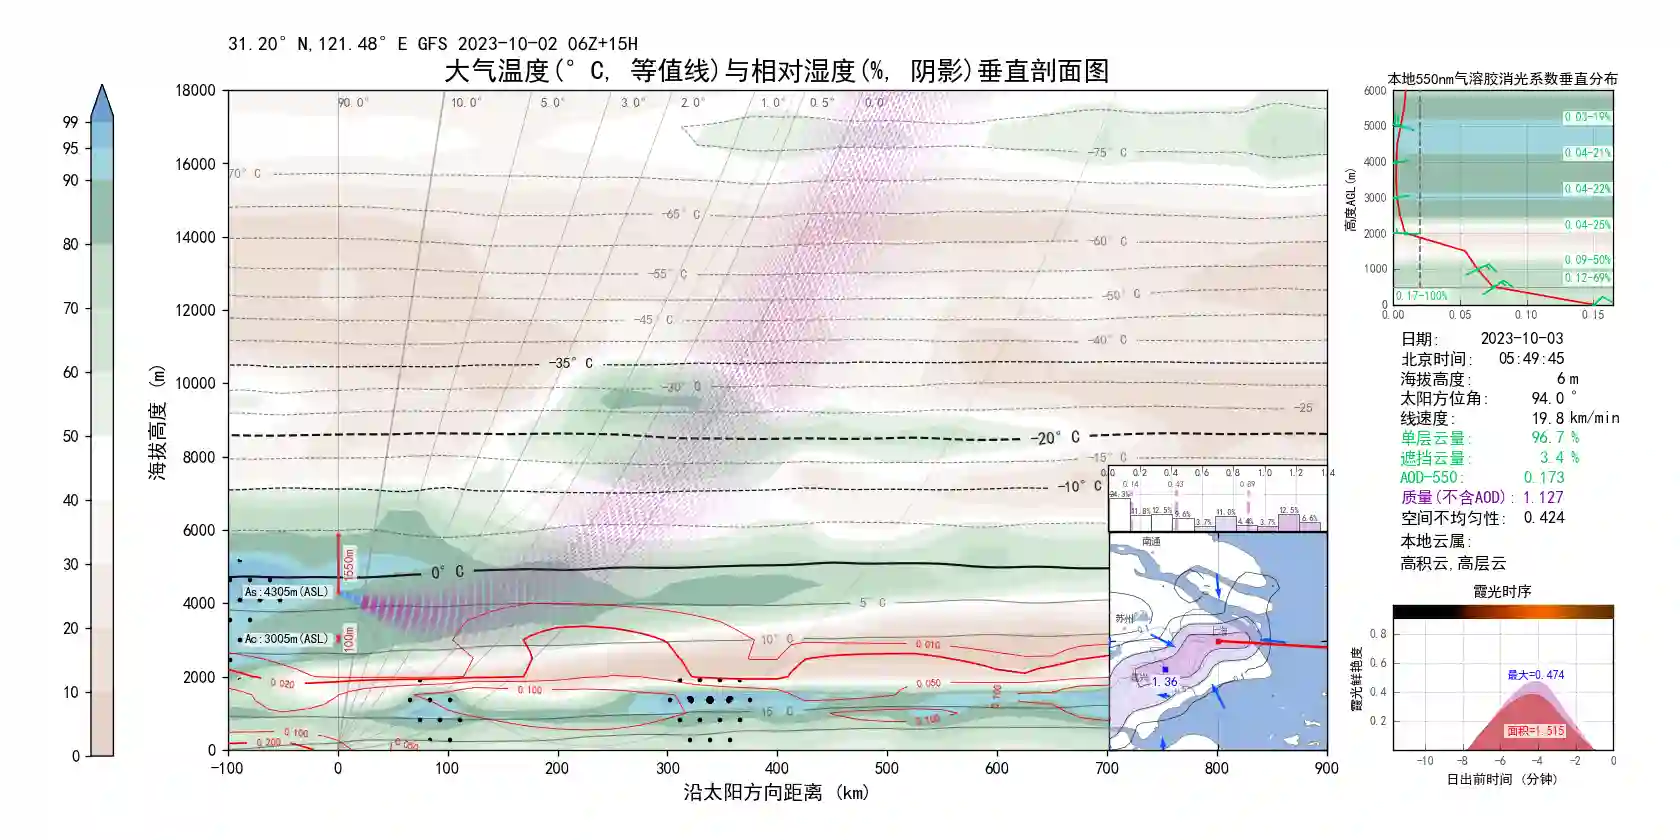 31.20° N,121.48° E GFS 2023-10-02 06Z+15H
大气温度(° C, 等值线)与相对湿度(%, 阴影)垂直剖面图
99
95
90
80
70
60
50
40
30
20
10
0
海拔高度 (m)
18000
16000
14000
12000
10000
8000
6000
4000
2000
0
90.0° 10.0° 5.0° 3.0° 2.0° 1.0° 0.5° 0.0
-75° C
70° C
-65° C
-60° C
-55° C
-50° C
-45° C
-40° C
-35° C
-30° C
-25
-20° C
-15° C
-10° C
0° C
5° C
10° C
15 C
1550m
As:4305m(ASL)
Ac:3005m(ASL)
100m
0.010
0.020
0.100
0.050
0.100
0.100
0.100
0.200
0.050
-100 0 100 200 300 400 500 600 700 800 900
沿太阳方向距离 (km)
0.0 0.2 0.4 0.6 0.8 1.0 1.2 1.4
0.14 0.43 0.89
24.3% 11.8% 12.5% 9.6% 3.7% 11.0% 4.4% 3.7% 12.5% 6.6%
南通
苏州
上海
嘉兴
0.1
0.1
1.36
本地550nm气溶胶消光系数垂直分布
高度AGL(m)
6000
5000
4000
3000
2000
1000
0
0.03-19%
0.04-21%
0.04-22%
0.04-25%
0.09-50%
0.12-69%
0.17-100%
0.00 0.05 0.10 0.15
日期: 2023-10-03
北京时间: 05:49:45
海拔高度: 6 m
太阳方位角: 94.0 °
线速度: 19.8 km/min
单层云量: 96.7 %
遮挡云量: 3.4 %
AOD-550: 0.173
质量(不含AOD): 1.127
空间不均匀性: 0.424
本地云属:
高积云,高层云
霞光时序
霞光鲜艳度
0.8
0.6
0.4
0.2
最大=0.474
面积=1.515
-10 -8 -6 -4 -2 0
日出前时间 (分钟)